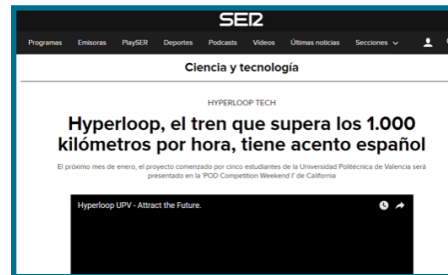 SER
Programas Emisoras PlaySER Deportes Podcasts Vídeos Últimas noticias Secciones
Ciencia y tecnología
HYPERLOOP TECH
Hyperloop, el tren que supera los 1.000
kilómetros por hora, tiene acento español
El próximo mes de enero, el proyecto comenzado por cinco estudiantes de la Universidad Politécnica de Valencia será
presentado en la 'POD Competition Weekend I' de California
Hyperloop UPV - Attract the Future.